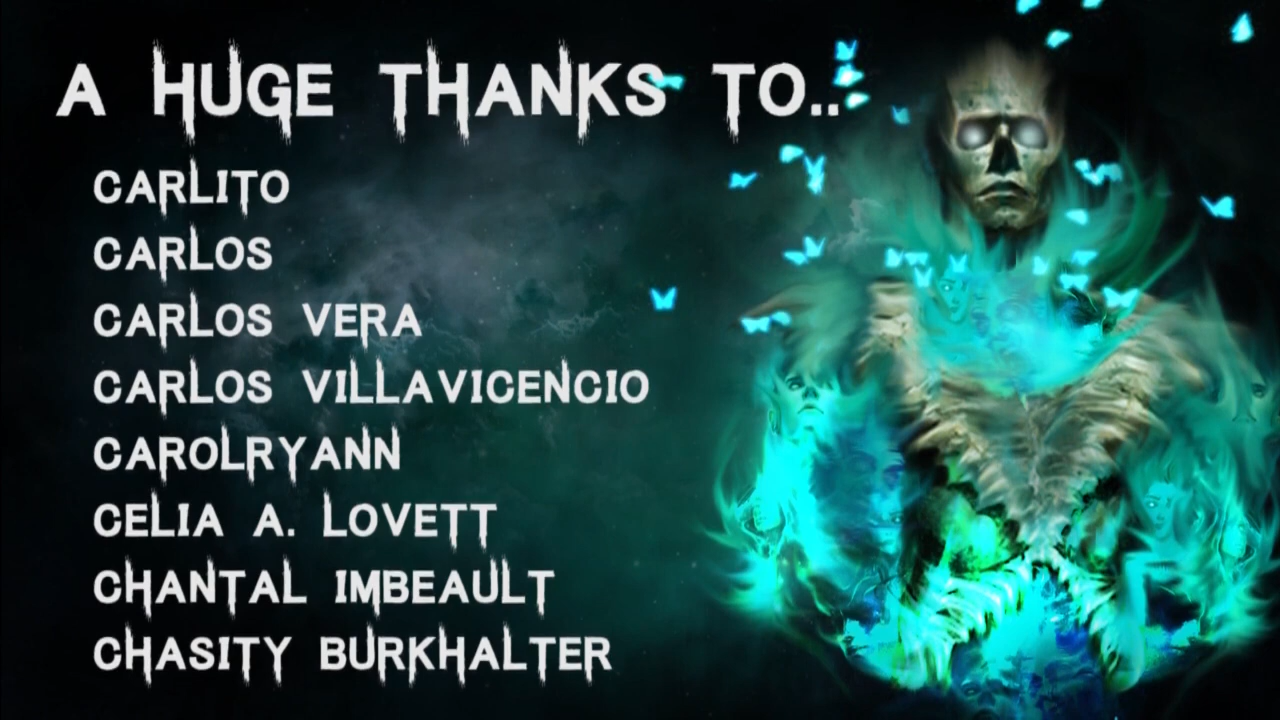 A HUGE THANKS TO..
CARLITO
CARLOS
CARLOS VERA
CARLOS VILLAVICENCIO
CAROLRYANN
CELIA A. LOVETT
CHANTAL IMBEAULT
CHASITY BURKHALTER